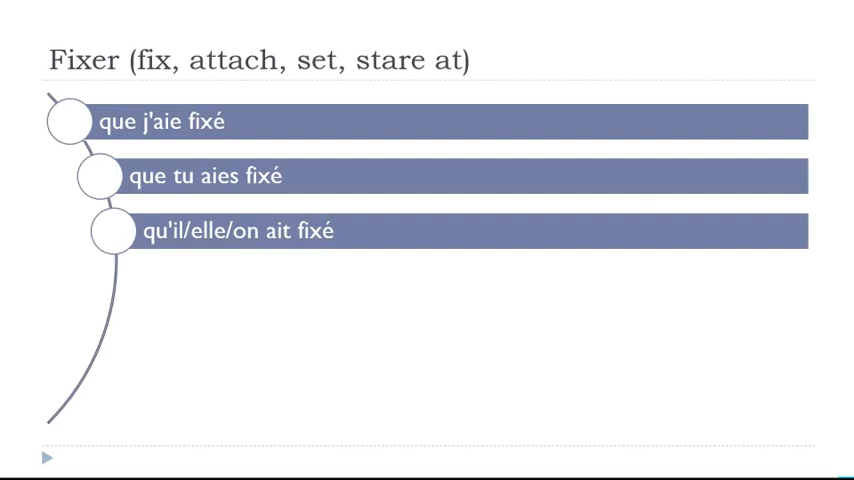 Fixer (fix, attach, set, stare at)
que j'aie fixé
que tu aies fixé
qu'il/elle/on ait fixé